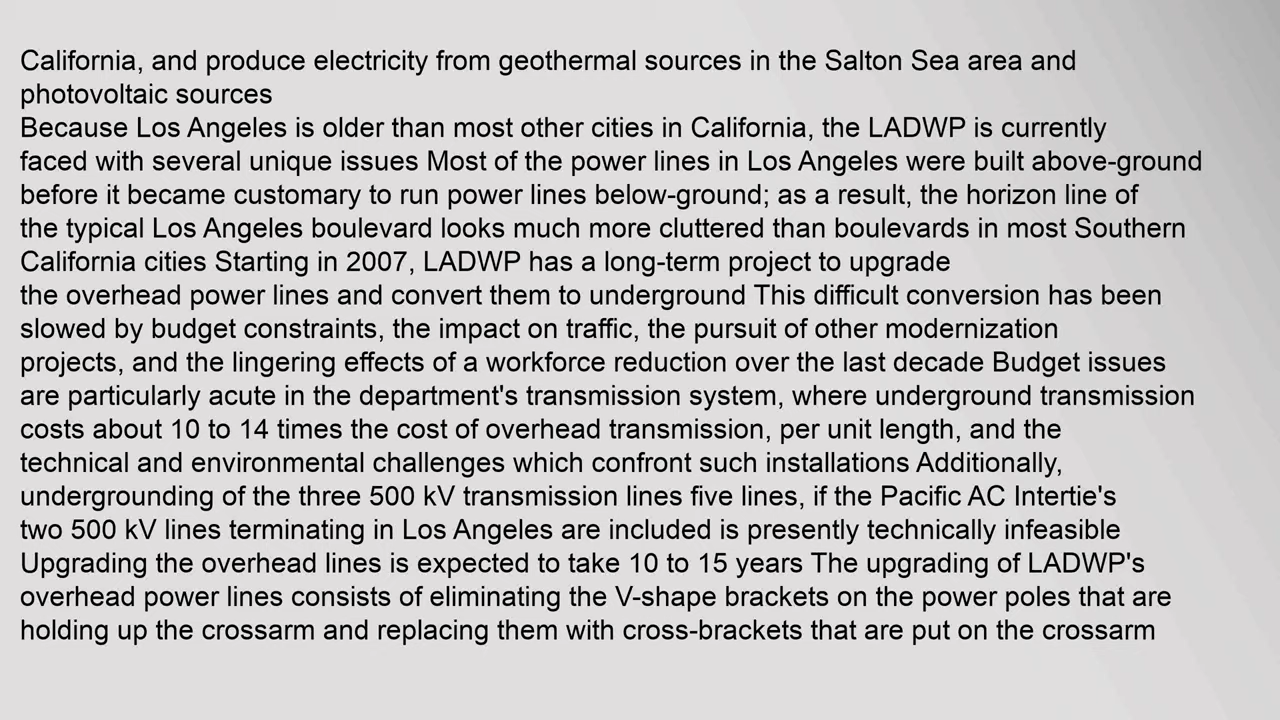 California, and produce electricity from geothermal sources in the Salton Sea area and
photovoltaic sources
Because Los Angeles is older than most other cities in California, the LADWP is currently
faced with several unique issues Most of the power lines in Los Angeles were built above-ground
before it became customary to run power lines below-ground; as a result, the horizon line of
the typical Los Angeles boulevard looks much more cluttered than boulevards in most Southern
California cities Starting in 2007, LADWP has a long-term project to upgrade
the overhead power lines and convert them to underground This difficult conversion has been
slowed by budget constraints, the impact on traffic, the pursuit of other modernization
projects, and the lingering effects of a workforce reduction over the last decade Budget issues
are particularly acute in the department's transmission system, where underground transmission
costs about 10 to 14 times the cost of overhead transmission, per unit length, and the
technical and environmental challenges which confront such installations Additionally,
undergrounding of the three 500 kV transmission lines five lines, if the Pacific AC Intertie's
two 500 kV lines terminating in Los Angeles are included is presently technically infeasible
Upgrading the overhead lines is expected to take 10 to 15 years The upgrading of LADWP's
overhead power lines consists of eliminating the V-shape brackets on the power poles that are
holding up the crossarm and replacing them with cross-brackets that are put on the crossarm